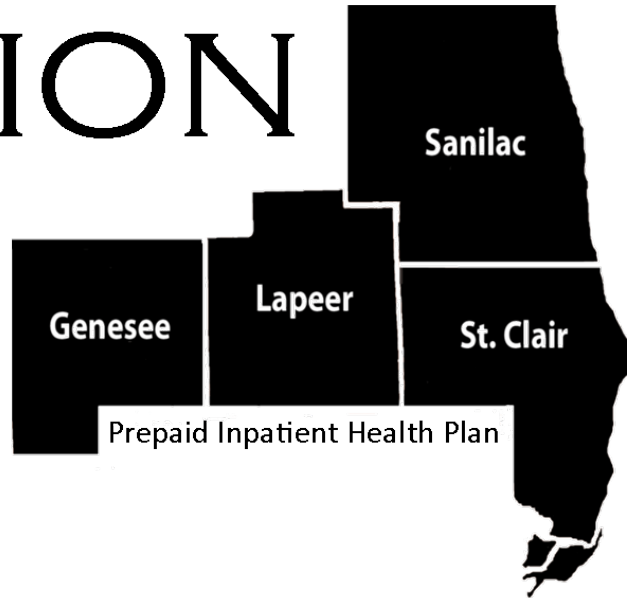 ION
Sanilac
Lapeer
Genesee
St. Clair
Prepaid Inpatient Health Plan